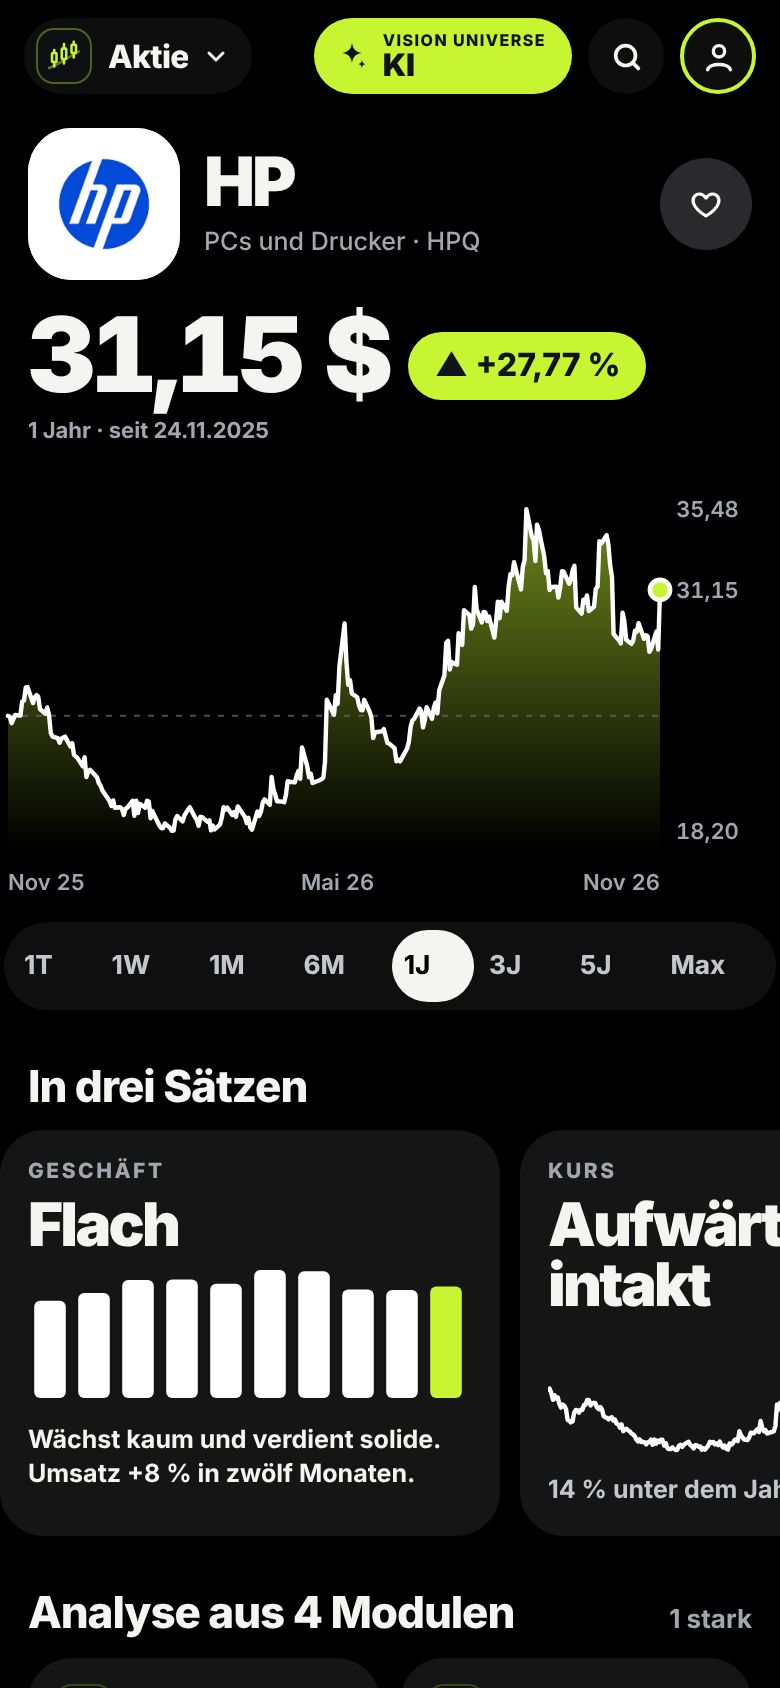 Aktie
VISION UNIVERSE
KI
hp
HP
PCs und Drucker · HPQ
31,15 $
▲ +27,77 %
1 Jahr · seit 24.11.2025
35,48
31,15
18,20
Nov 25 Mai 26 Nov 26
1T 1W 1M 6M 1J 3J 5J Max
In drei Sätzen
GESCHÄFT
Flach
Wächst kaum und verdient solide.
Umsatz +8 % in zwölf Monaten.
KURS
Aufwärt
intakt
14 % unter dem Jah
Analyse aus 4 Modulen
1 stark